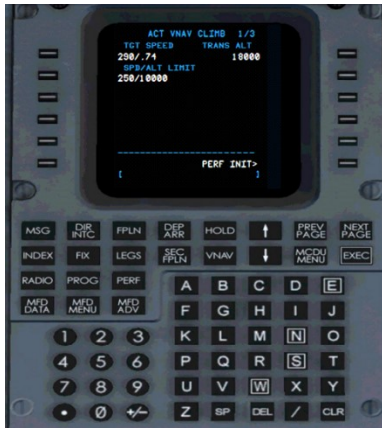 ACT VNAV CLIMB 1/3
TGT SPEED TRANS ALT
290/.74 18000
SPD/ALT LIMIT
250/10000
PERF INIT>
[ ]
MSG DIR INTC FPLN DEP ARR HOLD ↑ PREV PAGE NEXT PAGE
INDEX FIX LEGS SEC FPLN VNAV ↓ MCDU MENU EXEC
RADIO PROG PERF
MFD DATA MFD MENU MFD ADV
A B C D E
F G H I J
1 2 3 K L M N O
4 5 6 P Q R S T
7 8 9 U V W X Y
. 0 +/- Z SP DEL / CLR